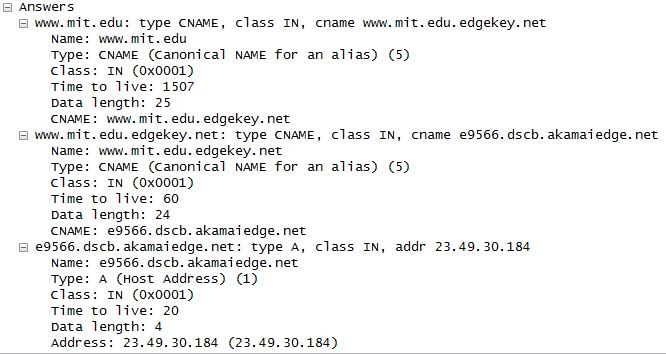 Answers
www.mit.edu: type CNAME, class IN, cname www.mit.edu.edgekey.net
Name: www.mit.edu
Type: CNAME (Canonical NAME for an alias) (5)
Class: IN (0x0001)
Time to live: 1507
Data length: 25
CNAME: www.mit.edu.edgekey.net
www.mit.edu.edgekey.net: type CNAME, class IN, cname e9566.dscb.akamaiedge.net
Name: www.mit.edu.edgekey.net
Type: CNAME (Canonical NAME for an alias) (5)
Class: IN (0x0001)
Time to live: 60
Data length: 24
CNAME: e9566.dscb.akamaiedge.net
e9566.dscb.akamaiedge.net: type A, class IN, addr 23.49.30.184
Name: e9566.dscb.akamaiedge.net
Type: A (Host Address) (1)
Class: IN (0x0001)
Time to live: 20
Data length: 4
Address: 23.49.30.184 (23.49.30.184)